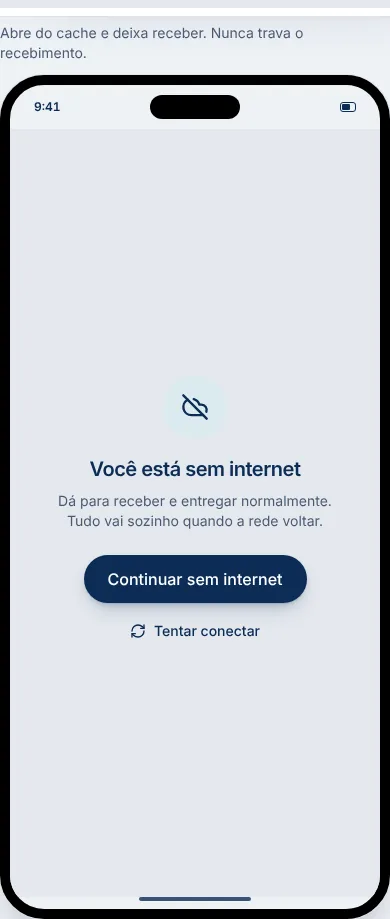 Abre do cache e deixa receber. Nunca trava o
recebimento.
9:41
Você está sem internet
Dá para receber e entregar normalmente.
Tudo vai sozinho quando a rede voltar.
Continuar sem internet
Tentar conectar